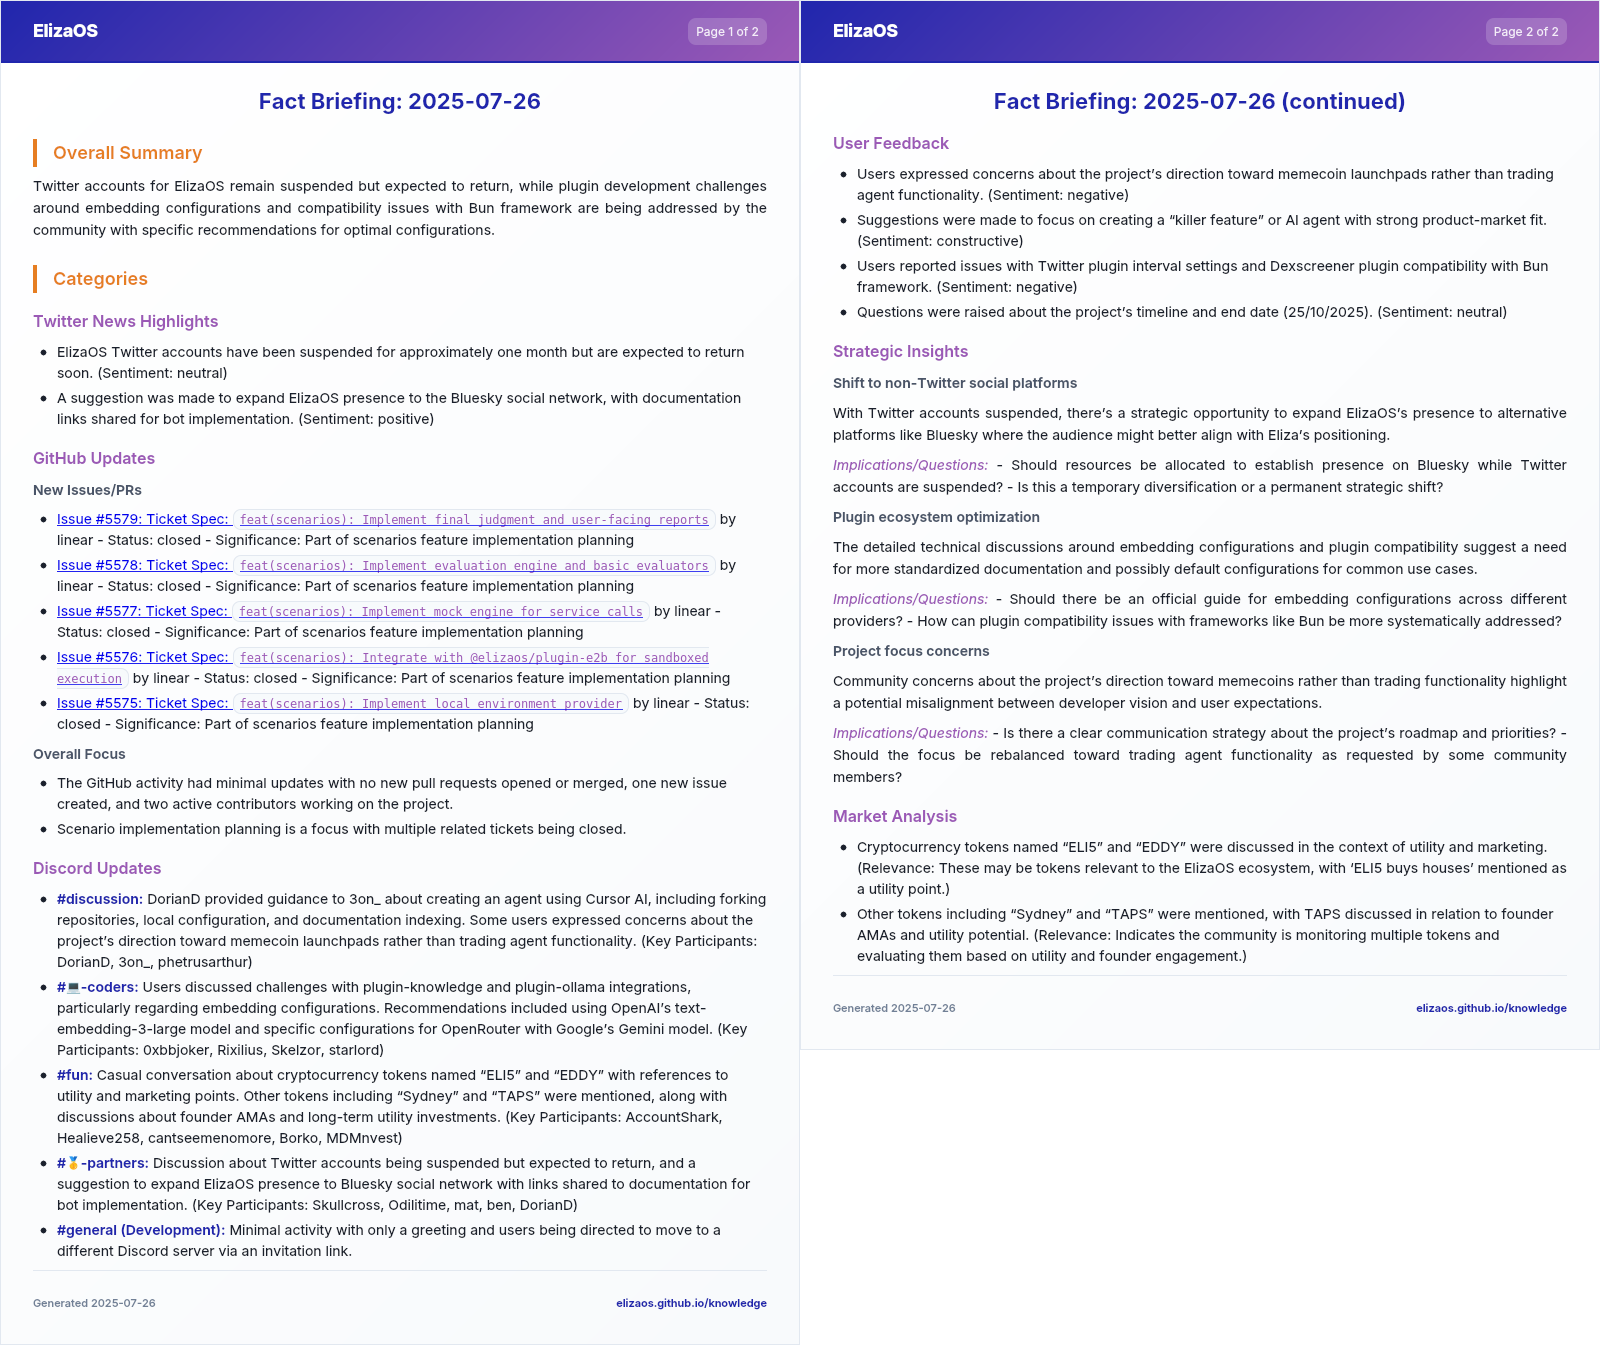 ElizaOS
Page 1 of 2
Fact Briefing: 2025-07-26
Overall Summary
Twitter accounts for ElizaOS remain suspended but expected to return, while plugin development challenges
around embedding configurations and compatibility issues with Bun framework are being addressed by the
community with specific recommendations for optimal configurations.
Categories
Twitter News Highlights
• ElizaOS Twitter accounts have been suspended for approximately one month but are expected to return
soon. (Sentiment: neutral)
• A suggestion was made to expand ElizaOS presence to the Bluesky social network, with documentation
links shared for bot implementation. (Sentiment: positive)
GitHub Updates
New Issues/PRs
• Issue #5579: Ticket Spec: feat(scenarios): Implement final judgment and user-facing reports by
linear - Status: closed - Significance: Part of scenarios feature implementation planning
• Issue #5578: Ticket Spec: feat(scenarios): Implement evaluation engine and basic evaluators by
linear - Status: closed - Significance: Part of scenarios feature implementation planning
• Issue #5577: Ticket Spec: feat(scenarios): Implement mock engine for service calls by linear -
Status: closed - Significance: Part of scenarios feature implementation planning
• Issue #5576: Ticket Spec: feat(scenarios): Integrate with @elizaos/plugin-e2b for sandboxed
execution by linear - Status: closed - Significance: Part of scenarios feature implementation planning
• Issue #5575: Ticket Spec: feat(scenarios): Implement local environment provider by linear - Status:
closed - Significance: Part of scenarios feature implementation planning
Overall Focus
• The GitHub activity had minimal updates with no new pull requests opened or merged, one new issue
created, and two active contributors working on the project.
• Scenario implementation planning is a focus with multiple related tickets being closed.
Discord Updates
• #discussion: DorianD provided guidance to 3on_ about creating an agent using Cursor AI, including forking
repositories, local configuration, and documentation indexing. Some users expressed concerns about the
project’s direction toward memecoin launchpads rather than trading agent functionality. (Key Participants:
DorianD, 3on_, phetrusarthur)
• #💻-coders: Users discussed challenges with plugin-knowledge and plugin-ollama integrations,
particularly regarding embedding configurations. Recommendations included using OpenAI’s text-
embedding-3-large model and specific configurations for OpenRouter with Google’s Gemini model. (Key
Participants: 0xbbjoker, Rixilius, Skelzor, starlord)
• #fun: Casual conversation about cryptocurrency tokens named “ELI5” and “EDDY” with references to
utility and marketing points. Other tokens including “Sydney” and “TAPS” were mentioned, along with
discussions about founder AMAs and long-term utility investments. (Key Participants: AccountShark,
Healieve258, cantseemenomore, Borko, MDMnvest)
• #🥇-partners: Discussion about Twitter accounts being suspended but expected to return, and a
suggestion to expand ElizaOS presence to Bluesky social network with links shared to documentation for
bot implementation. (Key Participants: Skullcross, Odilitime, mat, ben, DorianD)
• #general (Development): Minimal activity with only a greeting and users being directed to move to a
different Discord server via an invitation link.
Generated 2025-07-26
elizaos.github.io/knowledge
ElizaOS
Page 2 of 2
Fact Briefing: 2025-07-26 (continued)
User Feedback
• Users expressed concerns about the project’s direction toward memecoin launchpads rather than trading
agent functionality. (Sentiment: negative)
• Suggestions were made to focus on creating a “killer feature” or AI agent with strong product-market fit.
(Sentiment: constructive)
• Users reported issues with Twitter plugin interval settings and Dexscreener plugin compatibility with Bun
framework. (Sentiment: negative)
• Questions were raised about the project’s timeline and end date (25/10/2025). (Sentiment: neutral)
Strategic Insights
Shift to non-Twitter social platforms
With Twitter accounts suspended, there’s a strategic opportunity to expand ElizaOS’s presence to alternative
platforms like Bluesky where the audience might better align with Eliza’s positioning.
Implications/Questions: - Should resources be allocated to establish presence on Bluesky while Twitter
accounts are suspended? - Is this a temporary diversification or a permanent strategic shift?
Plugin ecosystem optimization
The detailed technical discussions around embedding configurations and plugin compatibility suggest a need
for more standardized documentation and possibly default configurations for common use cases.
Implications/Questions: - Should there be an official guide for embedding configurations across different
providers? - How can plugin compatibility issues with frameworks like Bun be more systematically addressed?
Project focus concerns
Community concerns about the project’s direction toward memecoins rather than trading functionality highlight
a potential misalignment between developer vision and user expectations.
Implications/Questions: - Is there a clear communication strategy about the project’s roadmap and priorities? -
Should the focus be rebalanced toward trading agent functionality as requested by some community
members?
Market Analysis
• Cryptocurrency tokens named “ELI5” and “EDDY” were discussed in the context of utility and marketing.
(Relevance: These may be tokens relevant to the ElizaOS ecosystem, with ‘ELI5 buys houses’ mentioned as
a utility point.)
• Other tokens including “Sydney” and “TAPS” were mentioned, with TAPS discussed in relation to founder
AMAs and utility potential. (Relevance: Indicates the community is monitoring multiple tokens and
evaluating them based on utility and founder engagement.)
Generated 2025-07-26
elizaos.github.io/knowledge